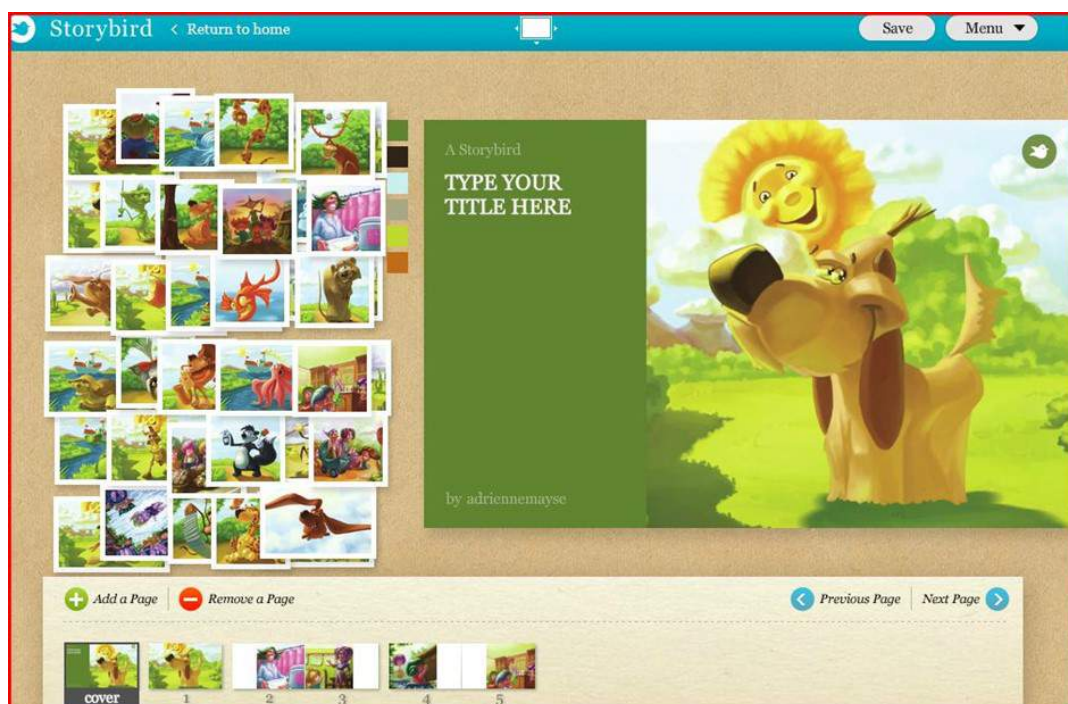 Storybird < Return to home Save Menu
A Storybird
TYPE YOUR
TITLE HERE
by adriennemayse
Add a Page Remove a Page Previous Page Next Page
cover 1 2 3 4 5